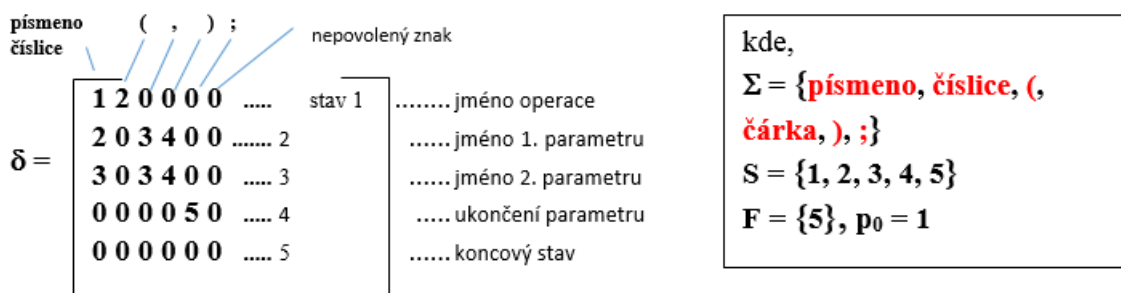 písmeno
číslice
( , ) ;
nepovolený znak
δ =
1 2 0 0 0 0 ..... stav 1 ........ jméno operace
2 0 3 4 0 0 ....... 2 ...... jméno 1. parametru
3 0 3 4 0 0 ..... 3 ...... jméno 2. parametru
0 0 0 0 5 0 ..... 4 ..... ukončení parametru
0 0 0 0 0 0 ..... 5 ...... koncový stav
kde,
Σ = {písmeno, číslice, (,
čárka, ), ;}
S = {1, 2, 3, 4, 5}
F = {5}, p₀ = 1